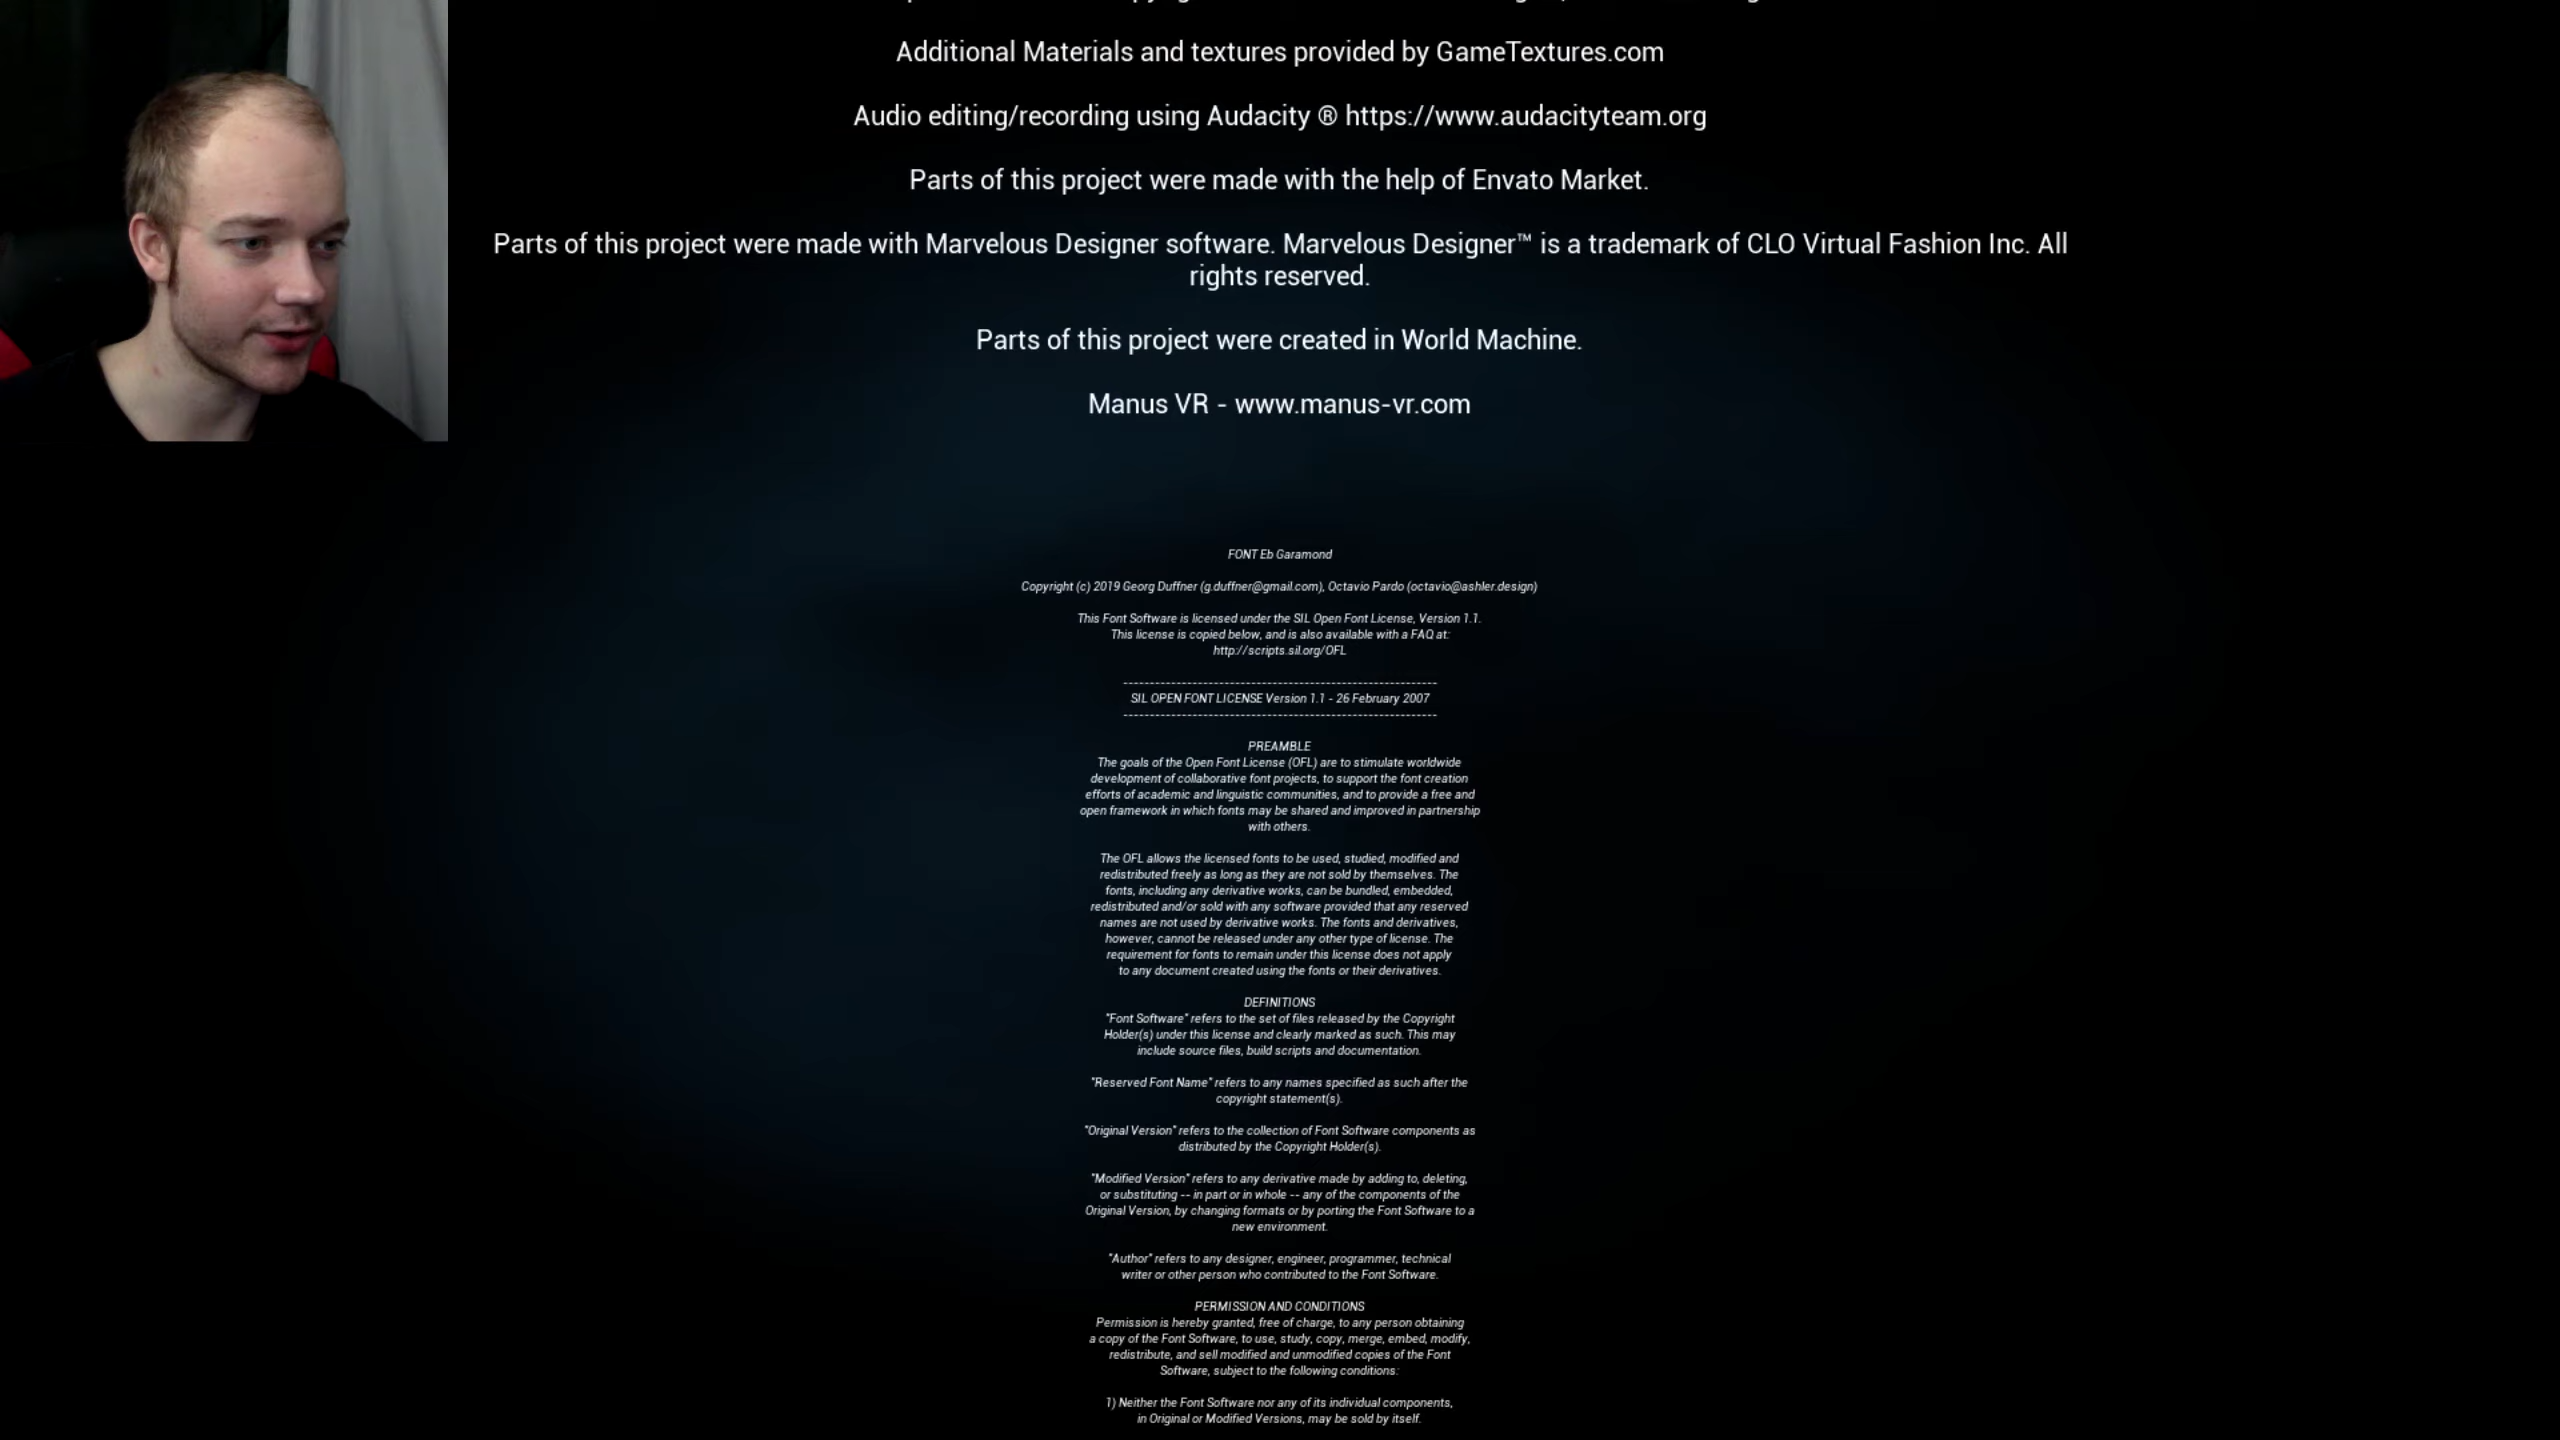 Additional Materials and textures provided by GameTextures.com
Audio editing/recording using Audacity ® https://www.audacityteam.org
Parts of this project were made with the help of Envato Market.
Parts of this project were made with Marvelous Designer software. Marvelous Designer™ is a trademark of CLO Virtual Fashion Inc. All
rights reserved.
Parts of this project were created in World Machine.
Manus VR - www.manus-vr.com
FONT Eb Garamond
Copyright (c) 2019 Georg Duffner (g.duffner@gmail.com), Octavio Pardo (octavio@ashler.design)
This Font Software is licensed under the SIL Open Font License, Version 1.1.
This license is copied below, and is also available with a FAQ at:
http://scripts.sil.org/OFL
-----------------------------------------------------------
SIL OPEN FONT LICENSE Version 1.1 - 26 February 2007
-----------------------------------------------------------
PREAMBLE
The goals of the Open Font License (OFL) are to stimulate worldwide
development of collaborative font projects, to support the font creation
efforts of academic and linguistic communities, and to provide a free and
open framework in which fonts may be shared and improved in partnership
with others.
The OFL allows the licensed fonts to be used, studied, modified and
redistributed freely as long as they are not sold by themselves. The
fonts, including any derivative works, can be bundled, embedded,
redistributed and/or sold with any software provided that any reserved
names are not used by derivative works. The fonts and derivatives,
however, cannot be released under any other type of license. The
requirement for fonts to remain under this license does not apply
to any document created using the fonts or their derivatives.
DEFINITIONS
"Font Software" refers to the set of files released by the Copyright
Holder(s) under this license and clearly marked as such. This may
include source files, build scripts and documentation.
"Reserved Font Name" refers to any names specified as such after the
copyright statement(s).
"Original Version" refers to the collection of Font Software components as
distributed by the Copyright Holder(s).
"Modified Version" refers to any derivative made by adding to, deleting,
or substituting -- in part or in whole -- any of the components of the
Original Version, by changing formats or by porting the Font Software to a
new environment.
"Author" refers to any designer, engineer, programmer, technical
writer or other person who contributed to the Font Software.
PERMISSION AND CONDITIONS
Permission is hereby granted, free of charge, to any person obtaining
a copy of the Font Software, to use, study, copy, merge, embed, modify,
redistribute, and sell modified and unmodified copies of the Font
Software, subject to the following conditions:
1) Neither the Font Software nor any of its individual components,
in Original or Modified Versions, may be sold by itself.